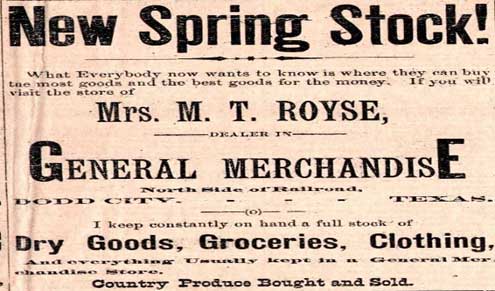 New Spring Stock!
What Everybody now wants to know is where they can buy
tne most goods and the best goods for the money. If you will
visit the store of
Mrs. M. T. ROYSE,
DEALER IN
GENERAL MERCHANDISE
North Side of Railroad,
DODD CITY. - - - TEXAS.
—(o)—
I keep constantly on hand a full stock of
Dry Goods, Groceries, Clothing,
And everything Usually kept in a General Mer-
chandise Store.
Country Produce Bought and Sold.